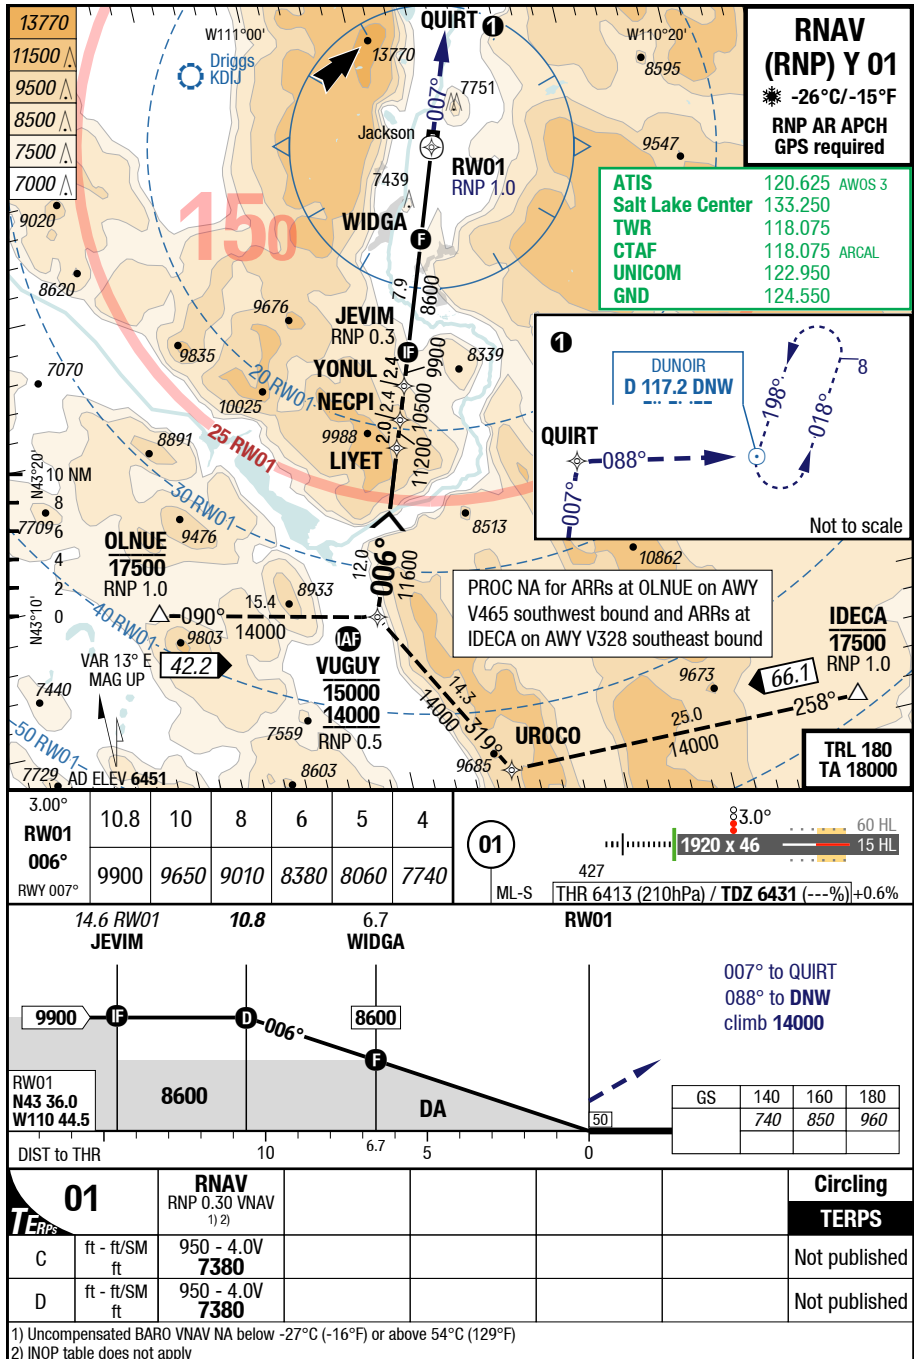 13770
11500
9500
8500
7500
7000
W111°00'
Driggs
KDIJ
13770
QUIRT 1
007°
7751
W110°20'
8595
RNAV
(RNP) Y 01
-26°C/-15°F
RNP AR APCH
GPS required
Jackson
9547
RW01
RNP 1.0
7439
WIDGA
F
9020
150
ATIS 120.625 AWOS 3
Salt Lake Center 133.250
TWR 118.075
CTAF 118.075 ARCAL
UNICOM 122.950
GND 124.550
8620
7.9
8600
9676
JEVIM
RNP 0.3
IF
9835
YONUL
2.4
9900
8339
7070
20 RW01
10025
NECPI
2.4
10500
9988
2.0
LIYET
11200
25 RW01
8891
1
DUNOIR
D 117.2 DNW
8
198°
018°
QUIRT
088°
007°
Not to scale
N43°20'
10 NM
8
6
4
2
0
N43°10'
7709
30 RW01
9476
8513
10862
OLNUE
17500
RNP 1.0
12.0
006°
11600
8933
15.4
090°
14000
PROC NA for ARRs at OLNUE on AWY
V465 southwest bound and ARRs at
IDECA on AWY V328 southeast bound
40 RW01
9803
42.2
IAF
VUGUY
15000
14000
RNP 0.5
IDECA
17500
RNP 1.0
VAR 13° E
MAG UP
7440
9673
66.1
14.3
14000
319°
258°
25.0
14000
7559
50 RW01
UROCO
9685
7729
AD ELEV 6451
8603
TRL 180
TA 18000
3.00°
RW01
006°
RWY 007°
10.8 10 8 6 5 4
9900 9650 9010 8380 8060 7740
01
ML-S
427
3.0°
1920 x 46
60 HL
15 HL
THR 6413 (210hPa) / TDZ 6431 (---%) +0.6%
14.6 RW01 10.8 6.7 RW01
JEVIM WIDGA
007° to QUIRT
088° to DNW
climb 14000
9900 IF D 006° 8600
F
RW01
N43 36.0
W110 44.5
8600
DA
50
GS 140 160 180
740 850 960
DIST to THR 10 6.7 5 0
TERPs
01
RNAV
RNP 0.30 VNAV
1) 2)
Circling
TERPS
C
ft - ft/SM
ft
950 - 4.0V
7380
Not published
D
ft - ft/SM
ft
950 - 4.0V
7380
Not published
1) Uncompensated BARO VNAV NA below -27°C (-16°F) or above 54°C (129°F)
2) INOP table does not apply